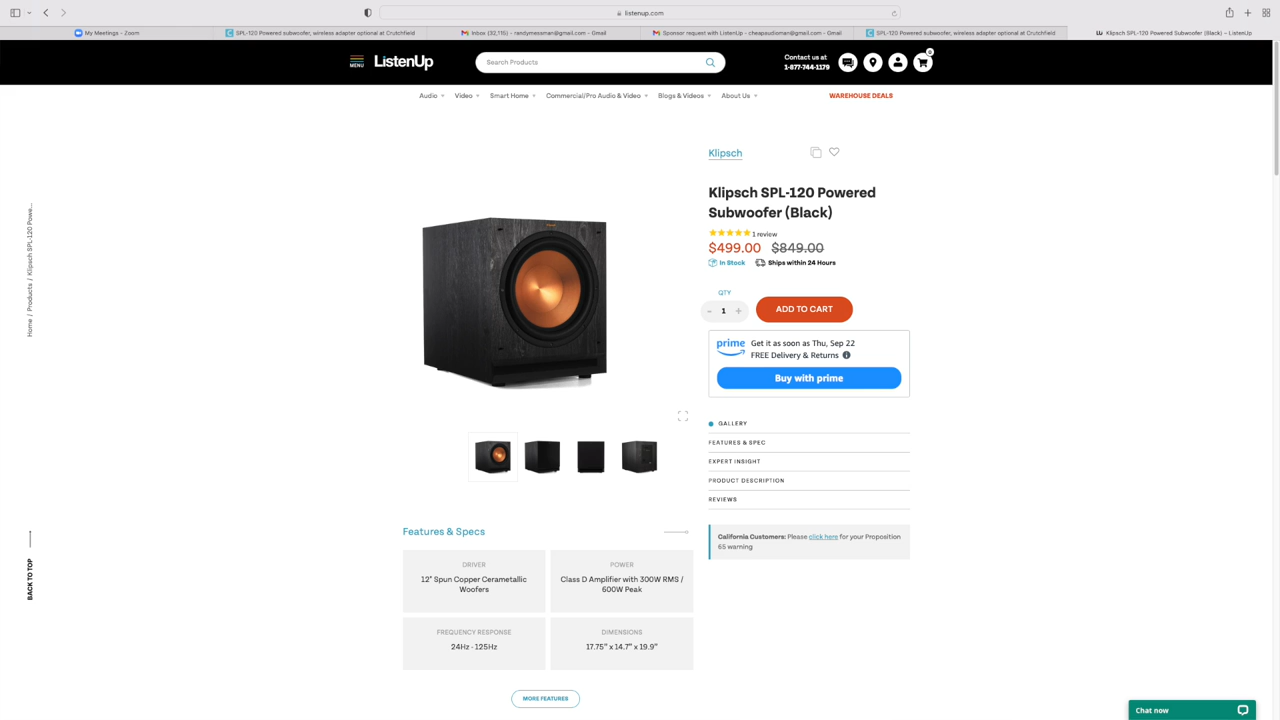 listenup.com
My Meetings - Zoom
SPL-120 Powered subwoofer, wireless adapter optional at Crutchfield
Inbox (32,115) - randymessman@gmail.com - Gmail
Sponsor request with ListenUp - cheapaudioman@gmail.com - Gmail
SPL-120 Powered subwoofer, wireless adapter optional at Crutchfield
LU Klipsch SPL-120 Powered Subwoofer (Black) – ListenUp
MENU
ListenUp
Search Products
Contact us at
1-877-744-1179
0
Audio +
Video +
Smart Home +
Commercial/Pro Audio & Video +
Blogs & Videos +
About Us +
WAREHOUSE DEALS
Home / Products / Klipsch SPL-120 Powe...
BACK TO TOP
Klipsch
Klipsch SPL-120 Powered
Subwoofer (Black)
1 review
$499.00 $849.00
In Stock Ships within 24 Hours
QTY
- 1 +
ADD TO CART
prime
Get it as soon as Thu, Sep 22
FREE Delivery & Returns
Buy with prime
GALLERY
FEATURES & SPEC
EXPERT INSIGHT
PRODUCT DESCRIPTION
REVIEWS
California Customers: Please click here for your Proposition
65 warning
Features & Specs
DRIVER
12" Spun Copper Cerametallic
Woofers
POWER
Class D Amplifier with 300W RMS /
600W Peak
FREQUENCY RESPONSE
24Hz - 125Hz
DIMENSIONS
17.75" x 14.7" x 19.9"
MORE FEATURES
Chat now